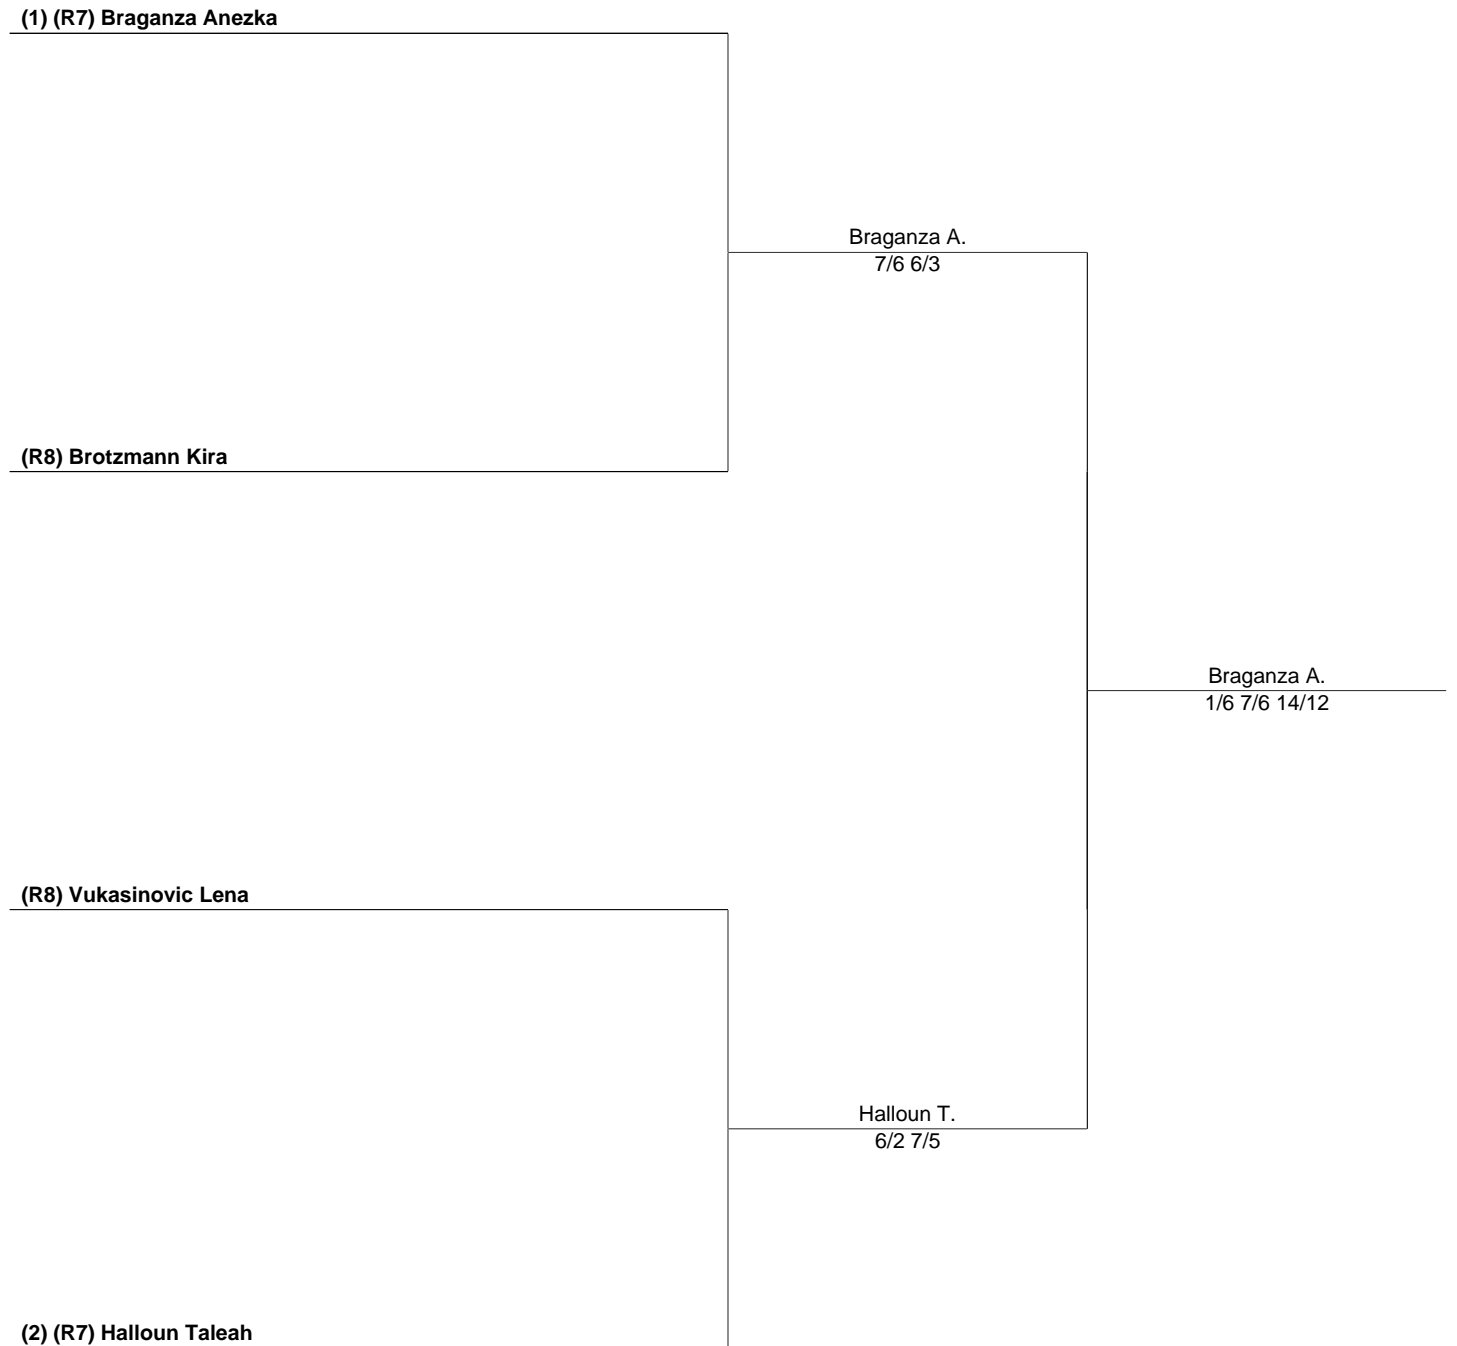 (1) (R7) Braganza Anezka
Braganza A.
7/6 6/3
(R8) Brotzmann Kira
Braganza A.
1/6 7/6 14/12
(R8) Vukasinovic Lena
Halloun T.
6/2 7/5
(2) (R7) Halloun Taleah